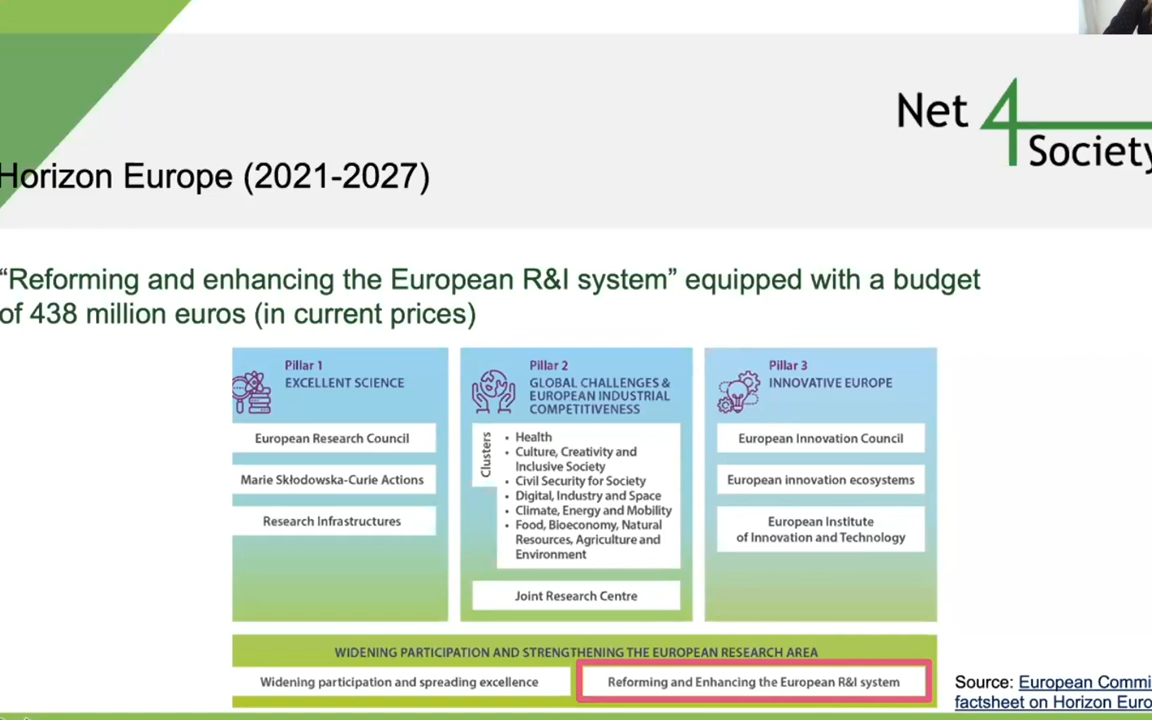 Net 4
Society
Horizon Europe (2021-2027)
“Reforming and enhancing the European R&I system” equipped with a budget
of 438 million euros (in current prices)
Pillar 1
EXCELLENT SCIENCE
European Research Council
Marie Skłodowska-Curie Actions
Research Infrastructures
Pillar 2
GLOBAL CHALLENGES &
EUROPEAN INDUSTRIAL
COMPETITIVENESS
Clusters
• Health
• Culture, Creativity and
Inclusive Society
• Civil Security for Society
• Digital, Industry and Space
• Climate, Energy and Mobility
• Food, Bioeconomy, Natural
Resources, Agriculture and
Environment
Joint Research Centre
Pillar 3
INNOVATIVE EUROPE
European Innovation Council
European innovation ecosystems
European Institute
of Innovation and Technology
WIDENING PARTICIPATION AND STRENGTHENING THE EUROPEAN RESEARCH AREA
Widening participation and spreading excellence
Reforming and Enhancing the European R&I system
Source: European Commi
factsheet on Horizon Euro